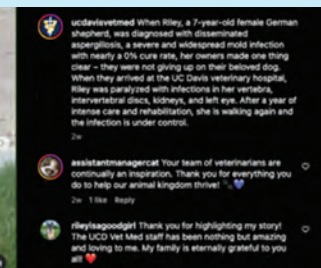 ucdavisvetmed When Riley, a 7-year-old female German
shepherd, was diagnosed with disseminated
aspergillosis, a severe and widespread mold infection
with nearly a 0% cure rate, her owners made one thing
clear – they were not giving up on their beloved dog.
When they arrived at the UC Davis veterinary hospital,
Riley was paralyzed with infections in her vertebra,
intervertebral discs, kidneys, and left eye. After a year of
intense care and rehabilitation, she is walking again and
the infection is under control.
2w
assistantmanagercat Your team of veterinarians are
continually an inspiration. Thank you for everything you
do to help our animal kingdom thrive! 🐾💙
2w 1 like Reply
rileyisagoodgirl Thank you for highlighting my story!
The UCD Vet Med staff has been nothing but amazing
and loving to me. My family is eternally grateful to you
all! ❤️